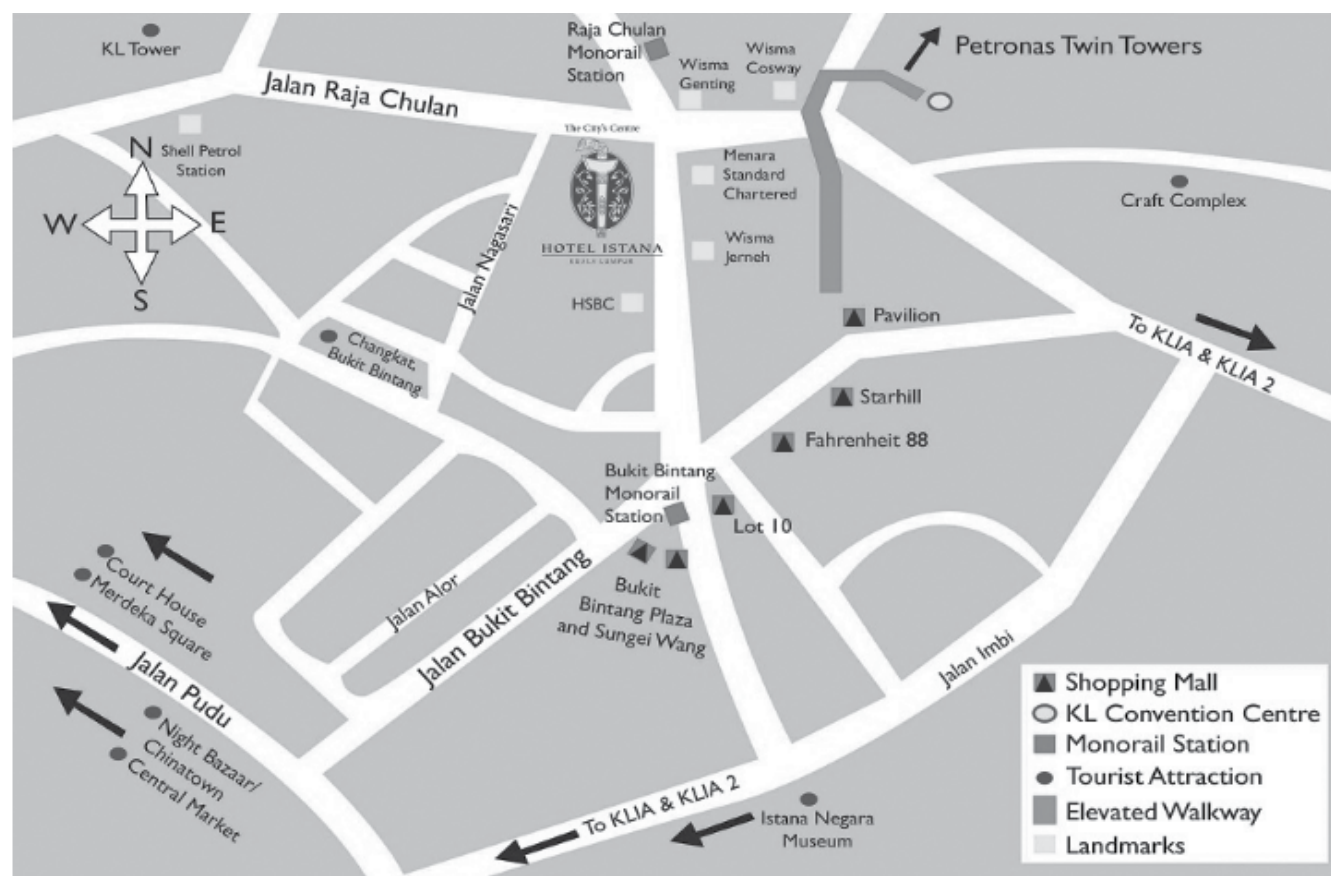 KL Tower
Raja Chulan
Monorail
Station
Wisma
Genting
Wisma
Cosway
Petronas Twin Towers
Jalan Raja Chulan
Shell Petrol
Station
N
W
E
S
The City's Centre
HOTEL ISTANA
KUALA LUMPUR
Menara
Standard
Chartered
Craft Complex
Wisma
Jerneh
Jalan Nagasari
HSBC
Pavilion
To KLIA & KLIA 2
Changkat,
Bukit Bintang
Starhill
Fahrenheit 88
Bukit Bintang
Monorail
Station
Lot 10
Court House
Merdeka Square
Jalan Alor
Jalan Bukit Bintang
Bukit
Bintang Plaza
and Sungei Wang
Jalan Pudu
Jalan Imbi
Night Bazaar/
Chinatown
Central Market
To KLIA & KLIA 2
Istana Negara
Museum
Shopping Mall
KL Convention Centre
Monorail Station
Tourist Attraction
Elevated Walkway
Landmarks